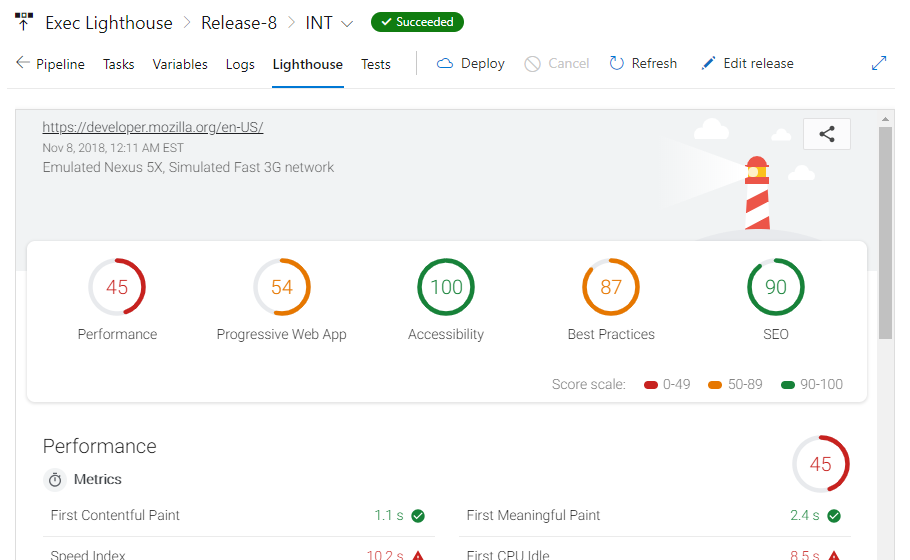 Exec Lighthouse > Release-8 > INT Succeeded
Pipeline Tasks Variables Logs Lighthouse Tests Deploy Cancel Refresh Edit release
https://developer.mozilla.org/en-US/
Nov 8, 2018, 12:11 AM EST
Emulated Nexus 5X, Simulated Fast 3G network
45 54 100 87 90
Performance Progressive Web App Accessibility Best Practices SEO
Score scale: 0-49 50-89 90-100
Performance 45
Metrics
First Contentful Paint 1.1 s First Meaningful Paint 2.4 s
Speed Index 10.2 s First CPU Idle 8.5 s